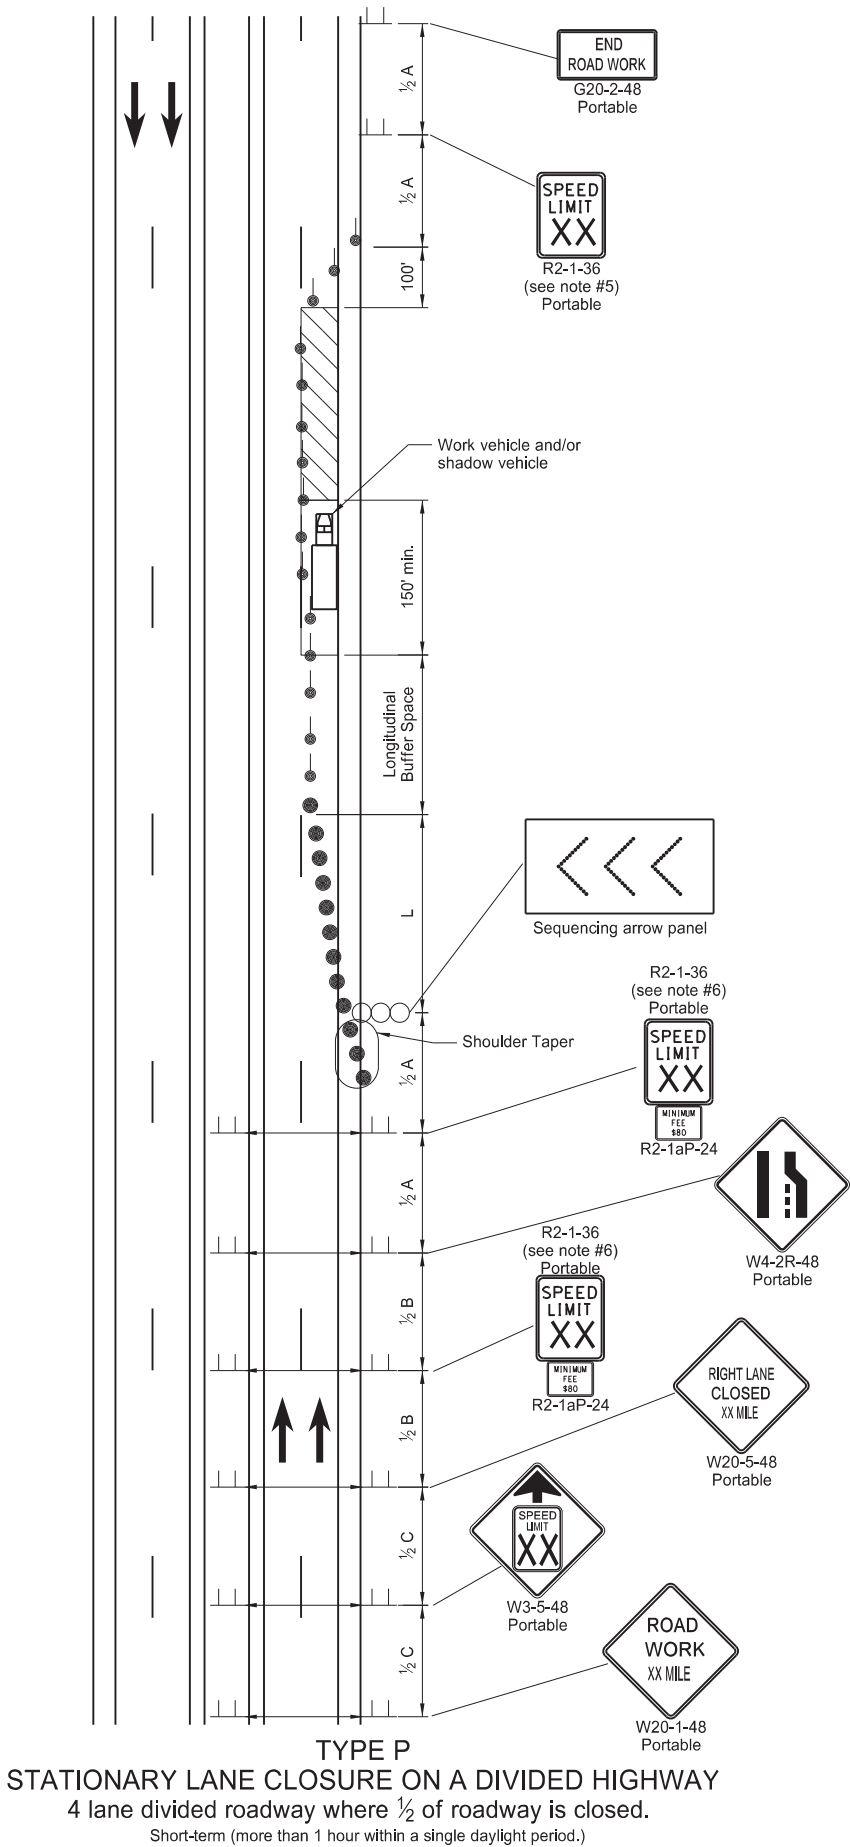 END
ROAD WORK
G20-2-48
Portable
½ A
SPEED
LIMIT
XX
R2-1-36
(see note #5)
Portable
½ A
100'
Work vehicle and/or
shadow vehicle
150' min.
Longitudinal
Buffer Space
L
Sequencing arrow panel
R2-1-36
(see note #6)
Portable
SPEED
LIMIT
XX
MINIMUM
FEE
$80
R2-1aP-24
Shoulder Taper
½ A
½ A
W4-2R-48
Portable
R2-1-36
(see note #6)
Portable
SPEED
LIMIT
XX
MINIMUM
FEE
$80
R2-1aP-24
½ B
½ B
RIGHT LANE
CLOSED
XX MILE
W20-5-48
Portable
SPEED
LIMIT
XX
W3-5-48
Portable
½ C
½ C
ROAD
WORK
XX MILE
W20-1-48
Portable
TYPE P
STATIONARY LANE CLOSURE ON A DIVIDED HIGHWAY
4 lane divided roadway where ½ of roadway is closed.
Short-term (more than 1 hour within a single daylight period.)